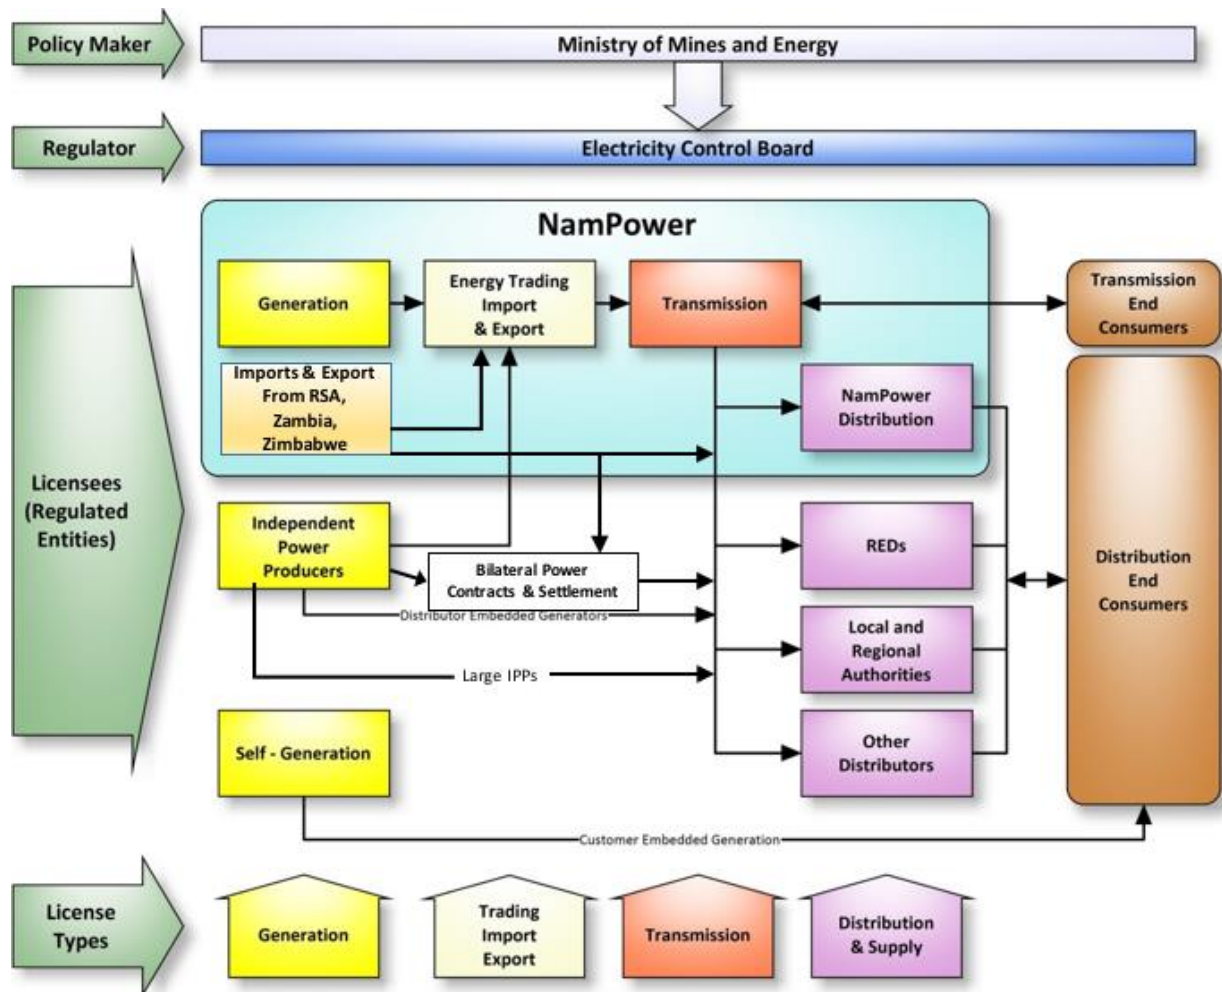 Policy Maker
Ministry of Mines and Energy
Regulator
Electricity Control Board
NamPower
Generation
Energy Trading
Import
& Export
Transmission
Transmission
End
Consumers
Imports & Export
From RSA,
Zambia,
Zimbabwe
NamPower
Distribution
Licensees
(Regulated
Entities)
Independent
Power
Producers
Bilateral Power
Contracts & Settlement
REDs
Distribution
End
Consumers
Distributor Embedded Generators
Local and
Regional
Authorities
Large IPPs
Self - Generation
Other
Distributors
Customer Embedded Generation
License
Types
Generation
Trading
Import
Export
Transmission
Distribution
& Supply